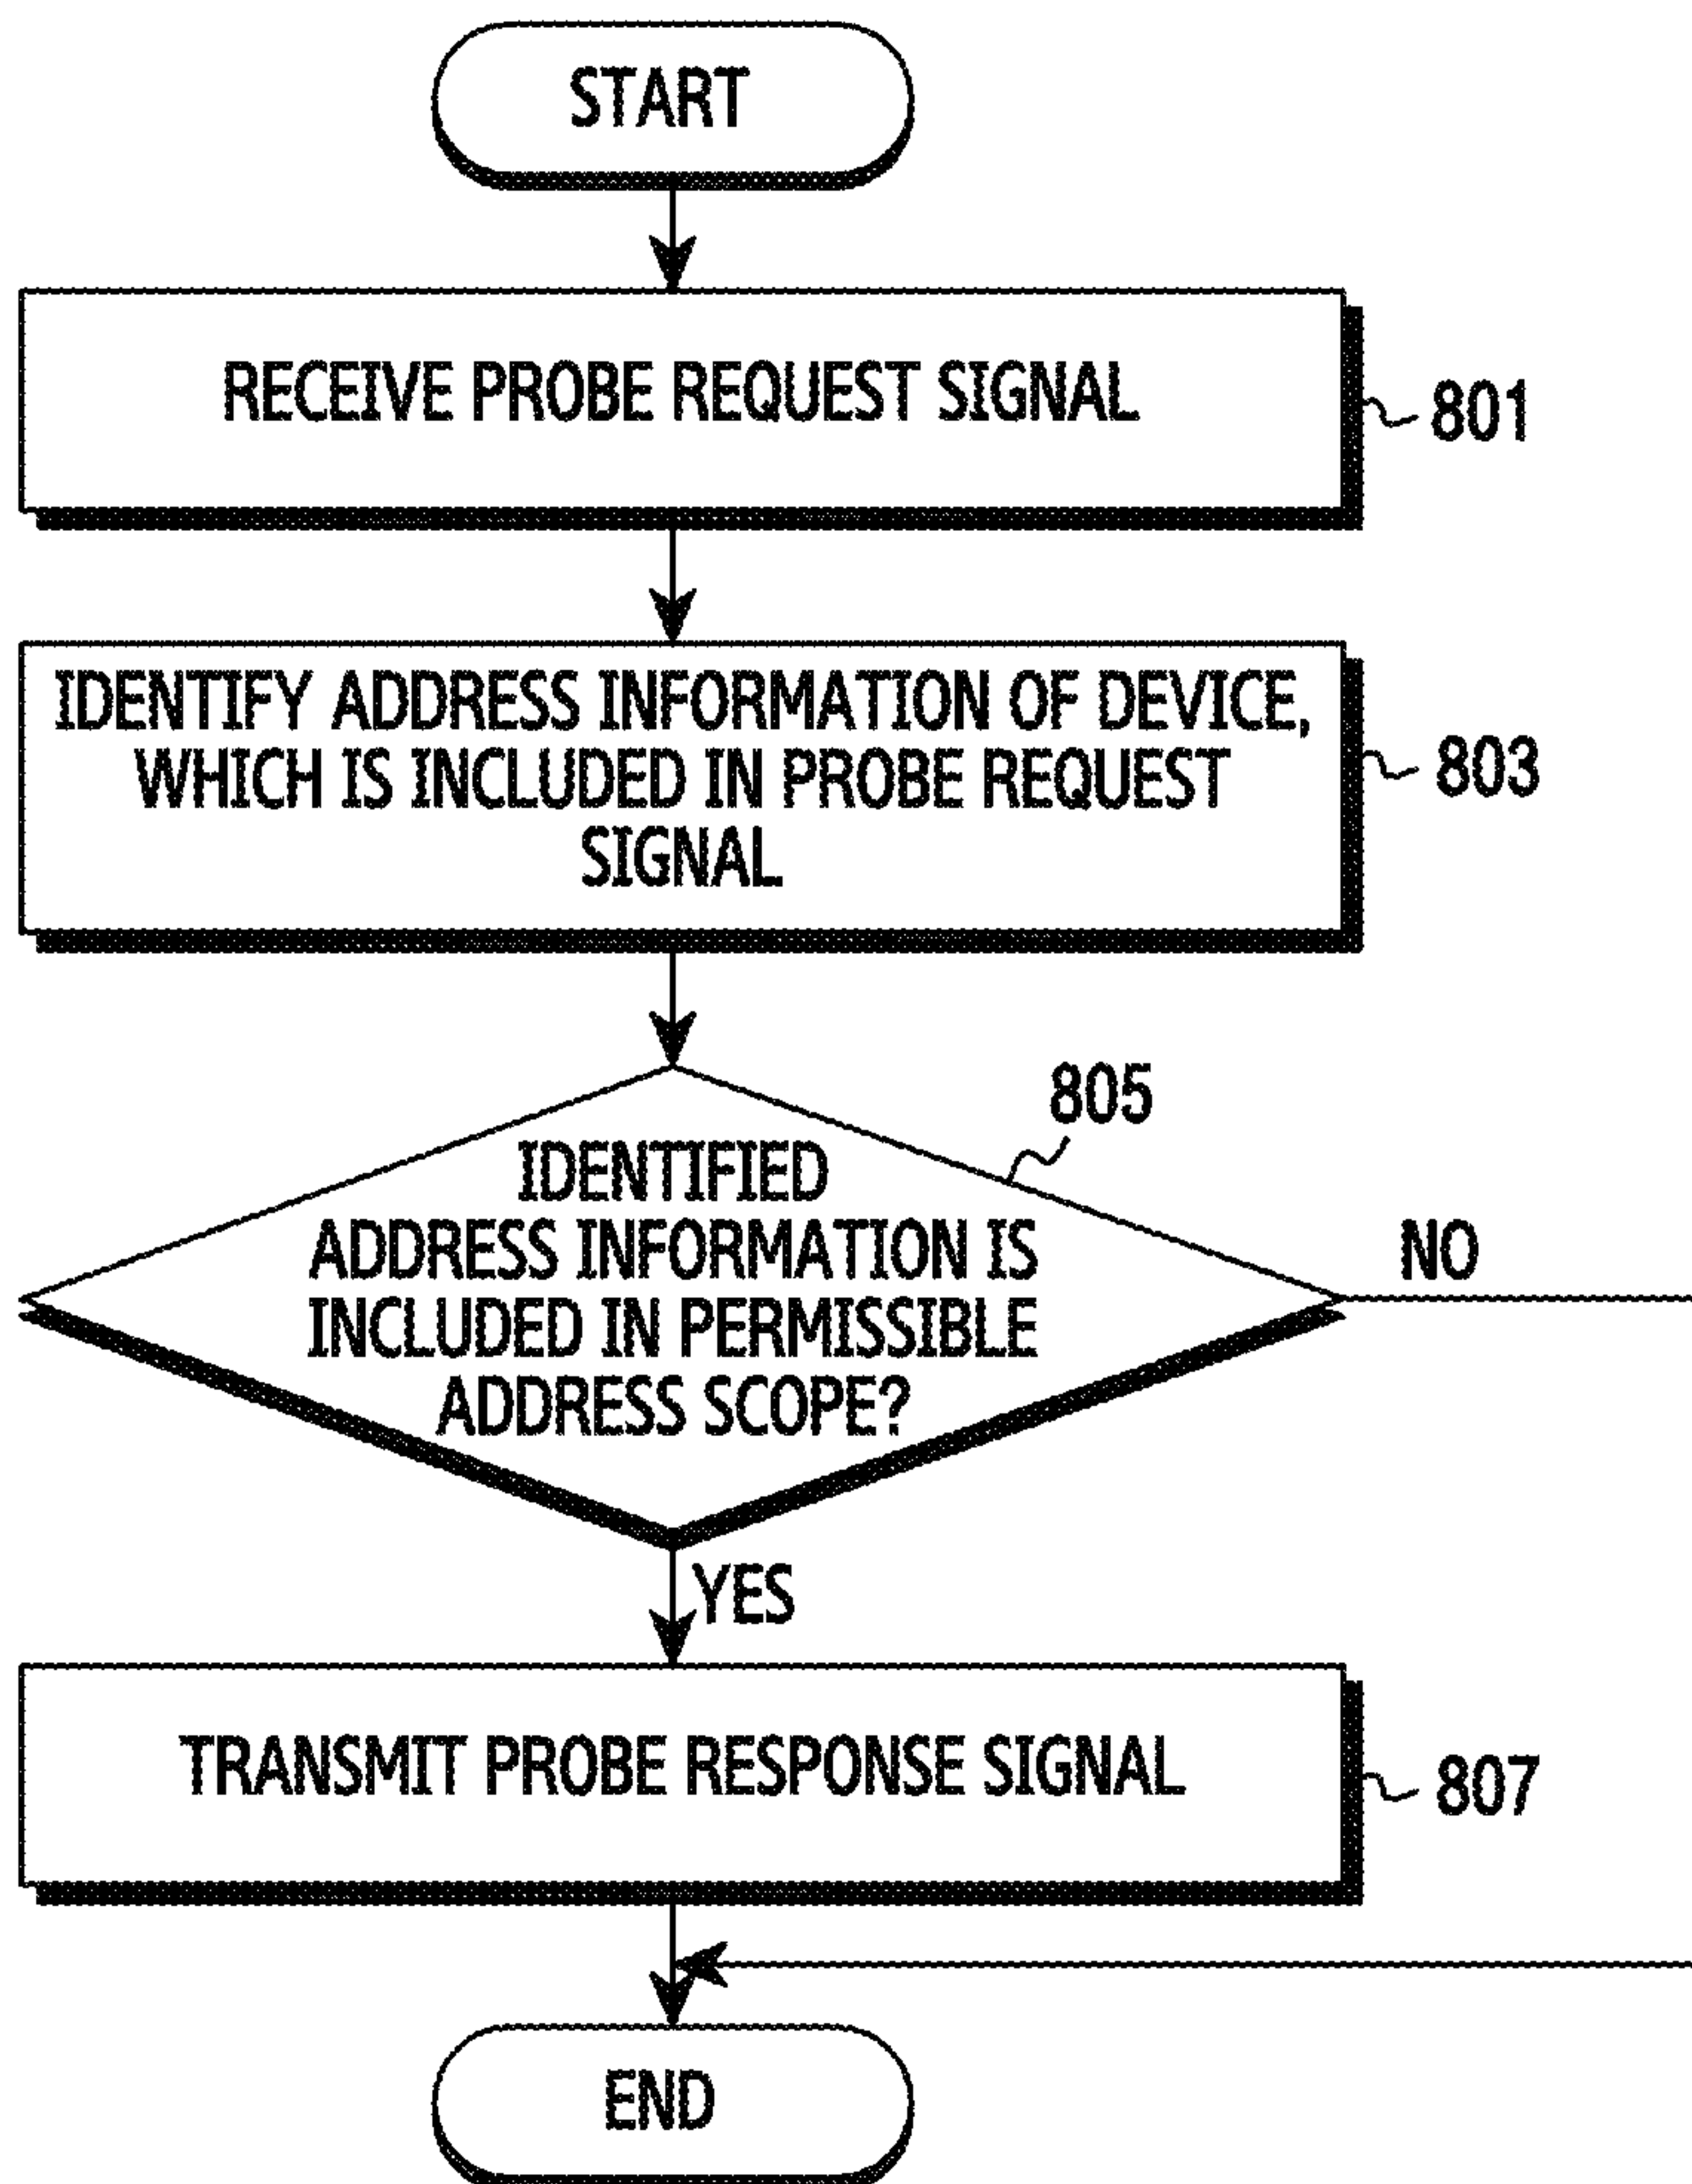 START
RECEIVE PROBE REQUEST SIGNAL
801
IDENTIFY ADDRESS INFORMATION OF DEVICE,
WHICH IS INCLUDED IN PROBE REQUEST
SIGNAL
803
805
IDENTIFIED
ADDRESS INFORMATION IS
INCLUDED IN PERMISSIBLE
ADDRESS SCOPE?
NO
YES
TRANSMIT PROBE RESPONSE SIGNAL
807
END